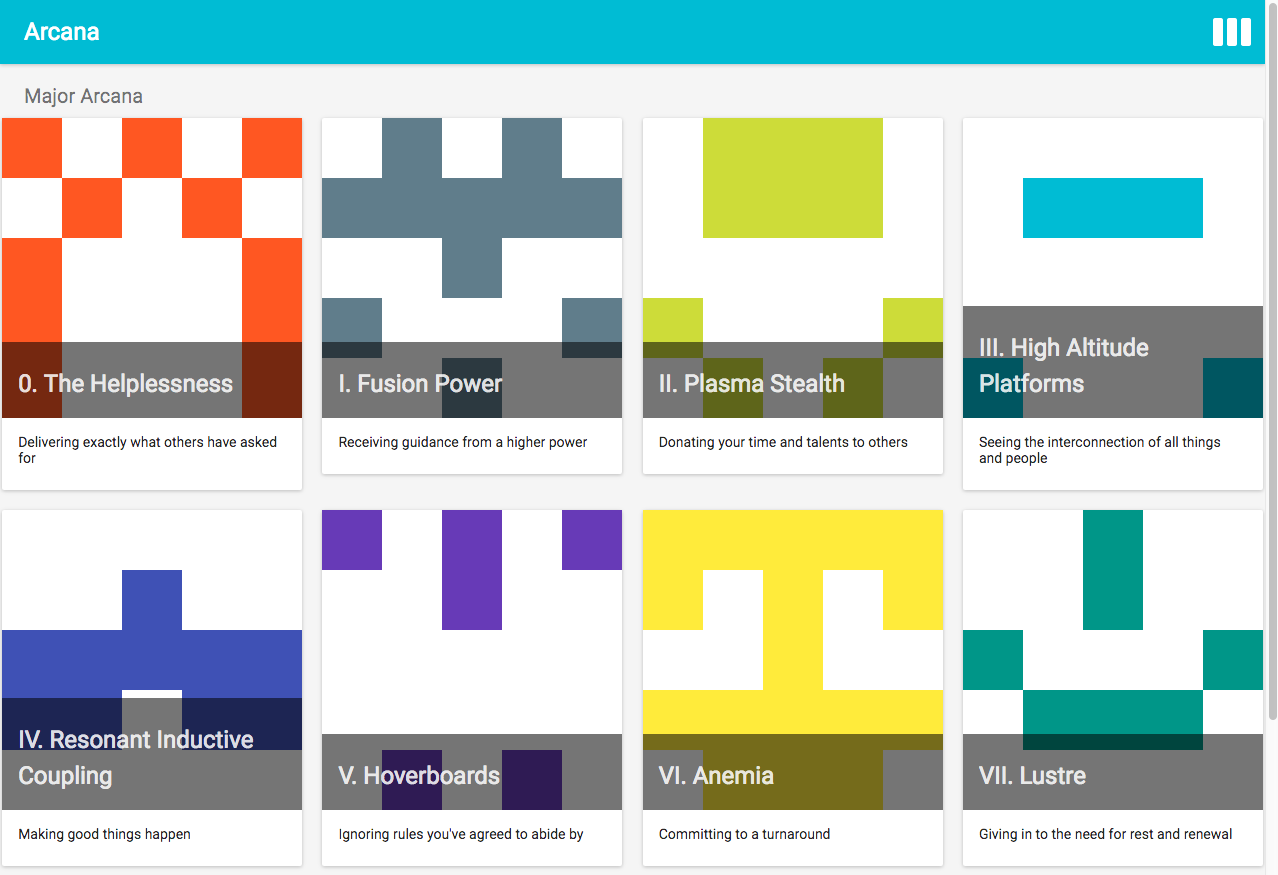 Arcana
Major Arcana
0. The Helplessness
Delivering exactly what others have asked
for
I. Fusion Power
Receiving guidance from a higher power
II. Plasma Stealth
Donating your time and talents to others
III. High Altitude
Platforms
Seeing the interconnection of all things
and people
IV. Resonant Inductive
Coupling
Making good things happen
V. Hoverboards
Ignoring rules you've agreed to abide by
VI. Anemia
Committing to a turnaround
VII. Lustre
Giving in to the need for rest and renewal